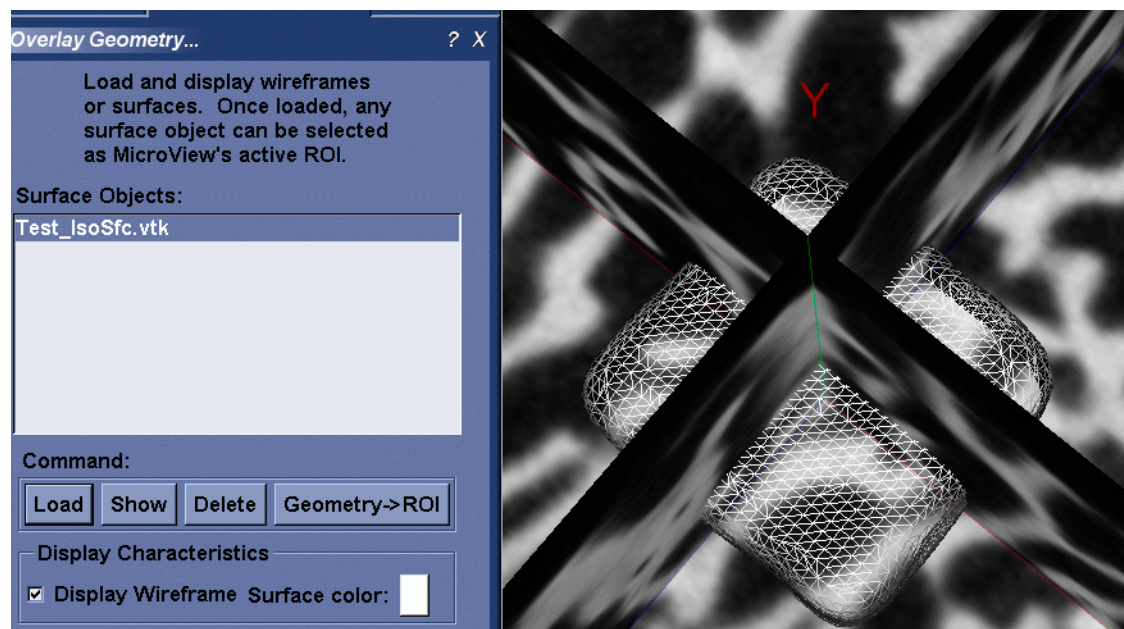 Overlay Geometry... ? X
Load and display wireframes
or surfaces. Once loaded, any
surface object can be selected
as MicroView's active ROI.
Surface Objects:
Test_IsoSfc.vtk
Command:
Load Show Delete Geometry->ROI
Display Characteristics
Display Wireframe Surface color:
Y